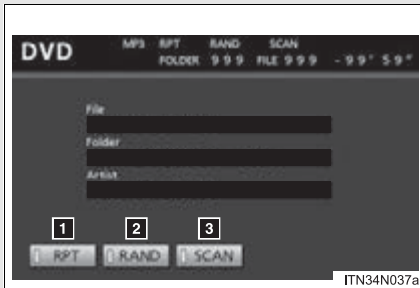 DVD MP3 RPT RAND SCAN
FOLDER 999 FILE 999 -99' 59"
File
Folder
Artist
1 2 3
RPT RAND SCAN
ITN34N037a